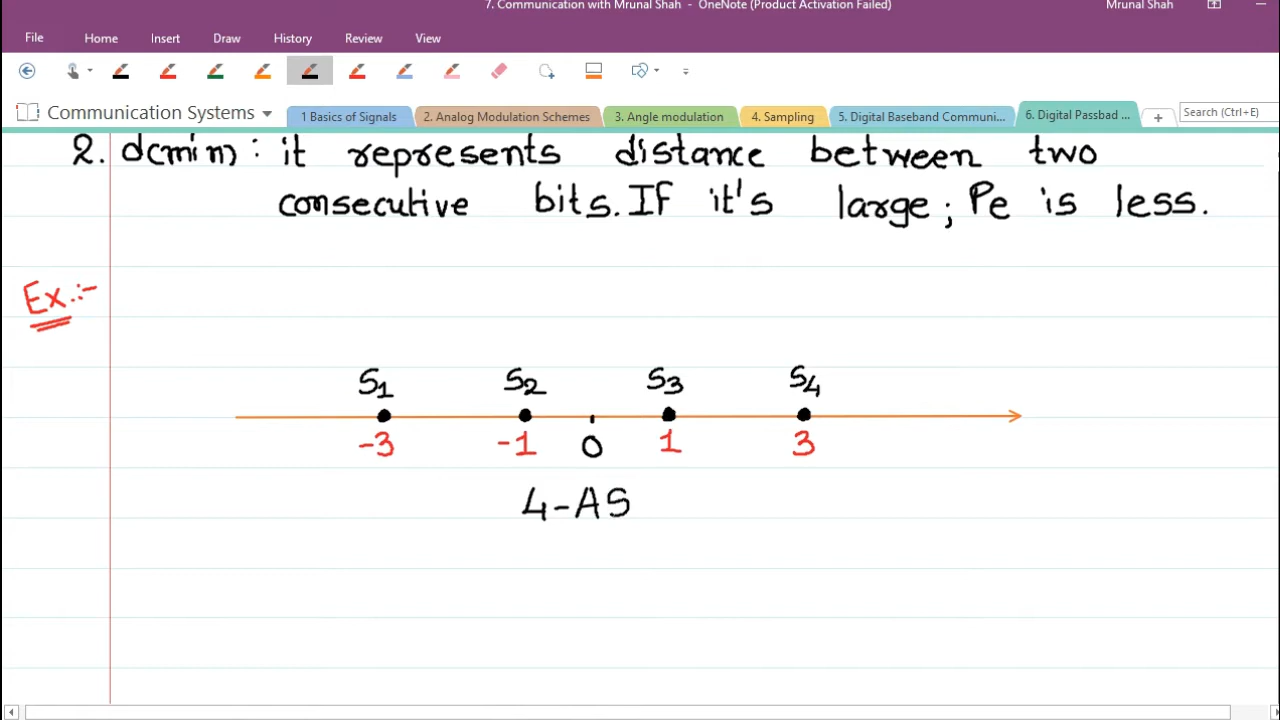 7. Communication with Mrunal Shah - OneNote (Product Activation Failed) Mrunal Shah
File Home Insert Draw History Review View
Communication Systems 1 Basics of Signals 2. Analog Modulation Schemes 3. Angle modulation 4. Sampling 5. Digital Baseband Communi... 6. Digital Passbad ... Search (Ctrl+E)
2. dcmin) : it represents distance between two
consecutive bits. If it's large ; Pe is less.
Ex.:-
S1 S2 S3 S4
-3 -1 0 1 3
4-AS